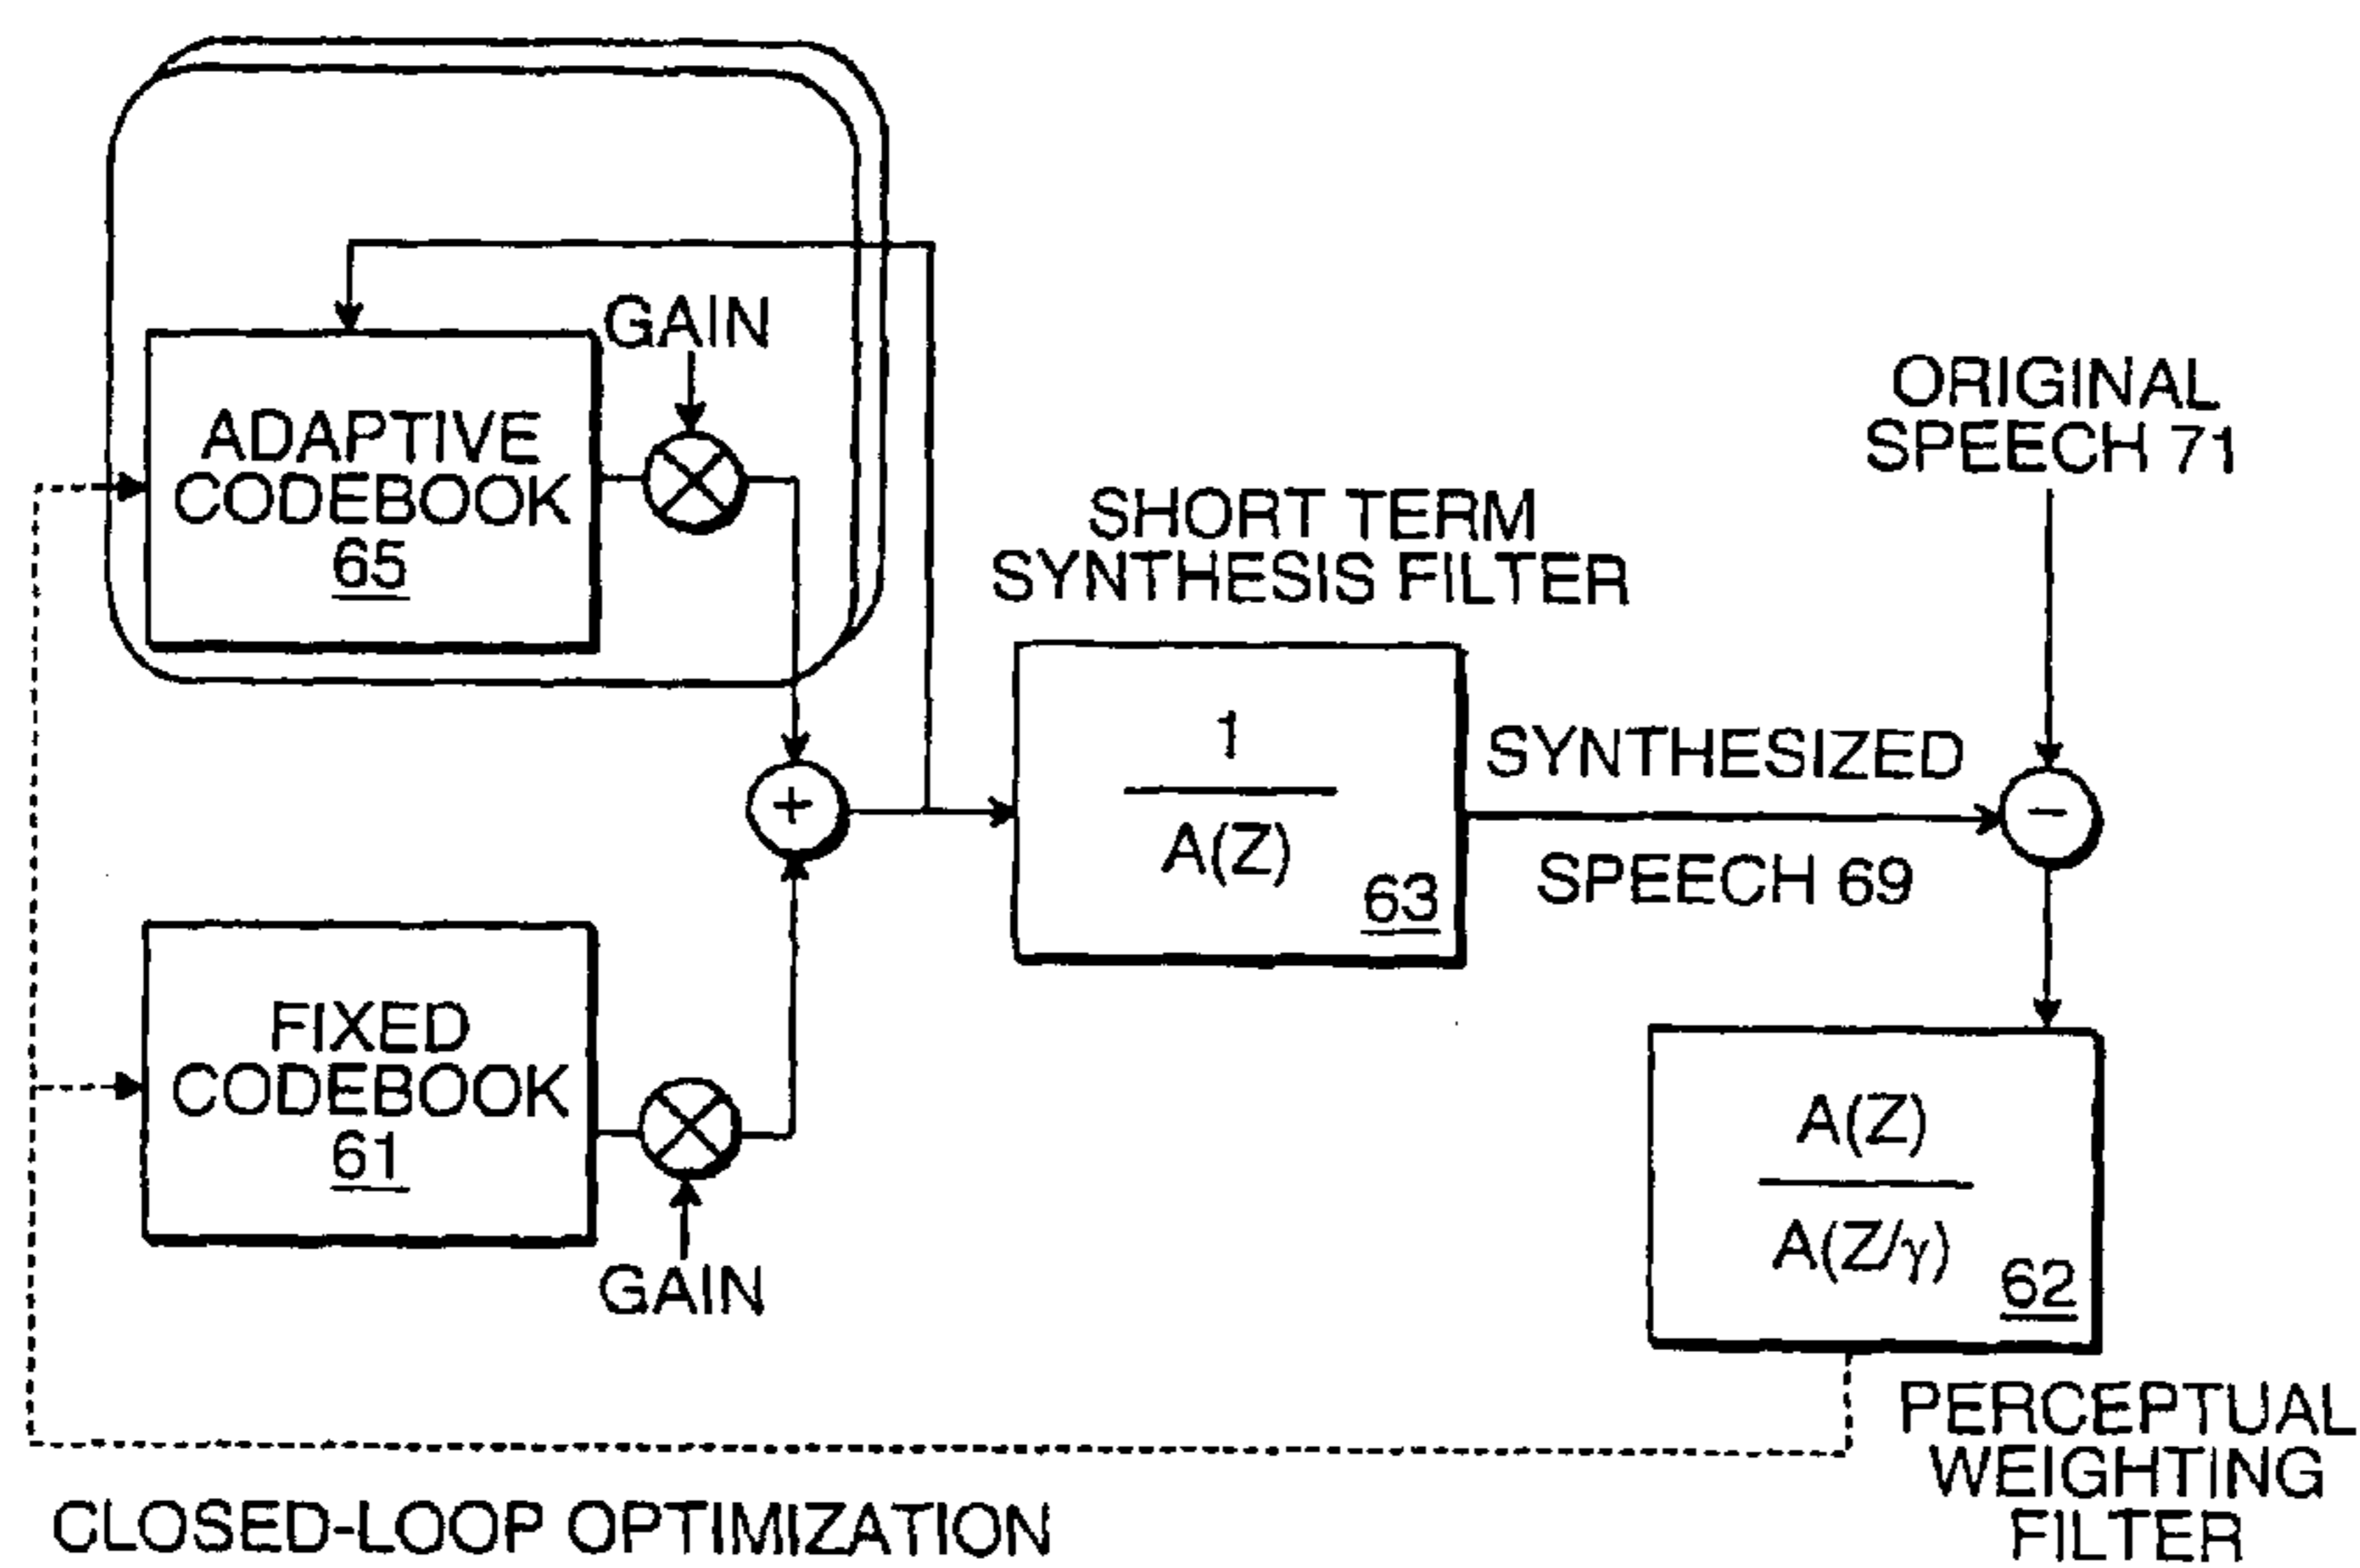 GAIN
ADAPTIVE
CODEBOOK
65
ORIGINAL
SPEECH 71
SHORT TERM
SYNTHESIS FILTER
+
1
A(Z)
63
SYNTHESIZED
SPEECH 69
−
FIXED
CODEBOOK
61
GAIN
A(Z)
A(Z/γ)
62
PERCEPTUAL
WEIGHTING
FILTER
CLOSED-LOOP OPTIMIZATION